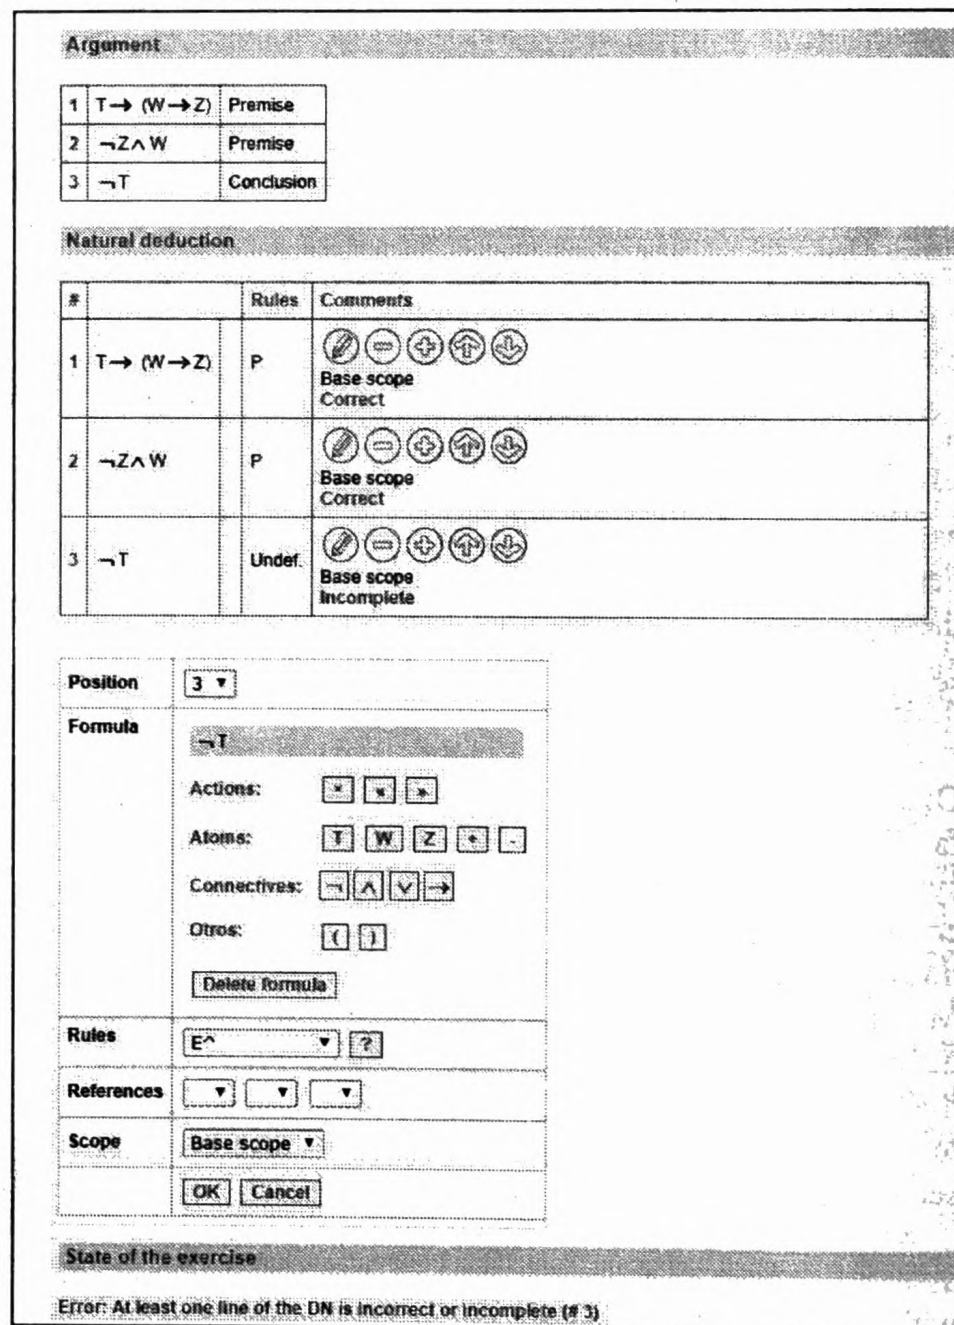 Argument
1 T→ (W→Z) Premise
2 ¬Z∧W Premise
3 ¬T Conclusion
Natural deduction
# Rules Comments
1 T→ (W→Z) P
Base scope
Correct
2 ¬Z∧W P
Base scope
Correct
3 ¬T Undef.
Base scope
Incomplete
Position 3
Formula
¬T
Actions: × « »
Atoms: T W Z + -
Connectives: ¬ ∧ ∨ →
Otros: ( )
Delete formula
Rules E^ ?
References
Scope Base scope
OK Cancel
State of the exercise
Error: At least one line of the DN is incorrect or incomplete (# 3)